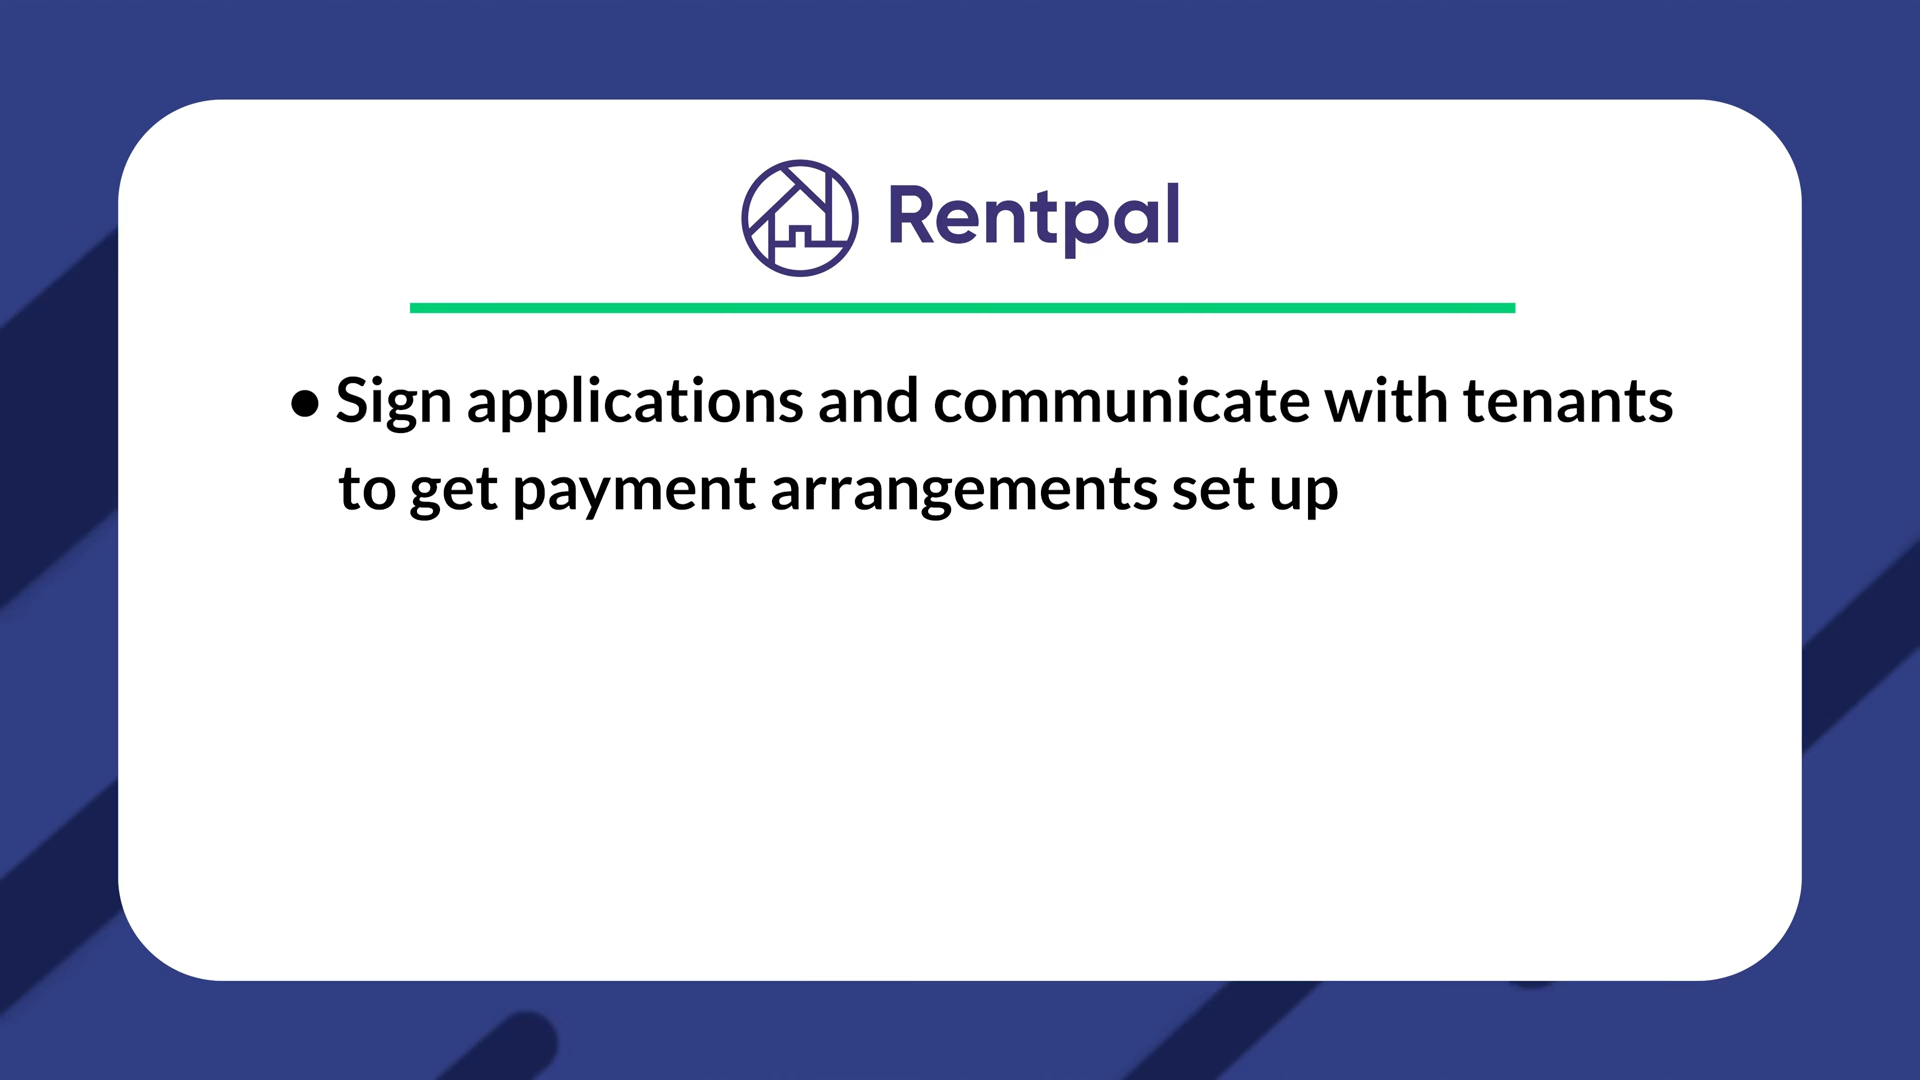 Rentpal
• Sign applications and communicate with tenants
to get payment arrangements set up